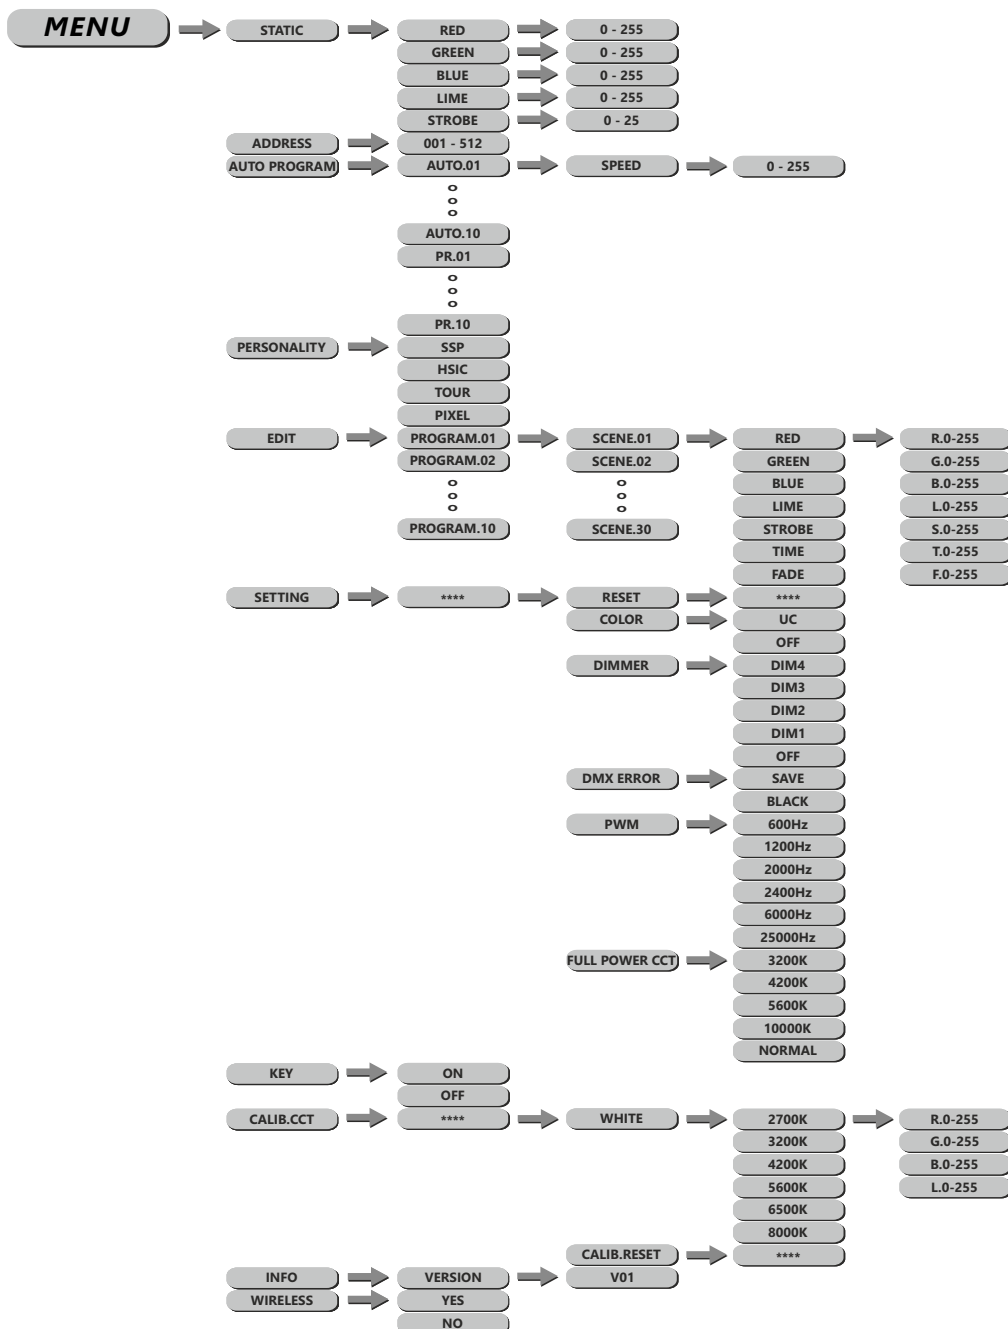 MENU STATIC RED 0 - 255
GREEN 0 - 255
BLUE 0 - 255
LIME 0 - 255
STROBE 0 - 25
ADDRESS 001 - 512
AUTO PROGRAM AUTO.01 SPEED 0 - 255
AUTO.10
PR.01
PR.10
PERSONALITY SSP
HSIC
TOUR
PIXEL
EDIT PROGRAM.01 SCENE.01 RED R.0-255
PROGRAM.02 SCENE.02 GREEN G.0-255
BLUE B.0-255
LIME L.0-255
PROGRAM.10 SCENE.30 STROBE S.0-255
TIME T.0-255
FADE F.0-255
SETTING **** RESET ****
COLOR UC
OFF
DIMMER DIM4
DIM3
DIM2
DIM1
OFF
DMX ERROR SAVE
BLACK
PWM 600Hz
1200Hz
2000Hz
2400Hz
6000Hz
25000Hz
FULL POWER CCT 3200K
4200K
5600K
10000K
NORMAL
KEY ON
OFF
CALIB.CCT **** WHITE 2700K R.0-255
3200K G.0-255
4200K B.0-255
5600K L.0-255
6500K
8000K
CALIB.RESET ****
INFO VERSION V01
WIRELESS YES
NO